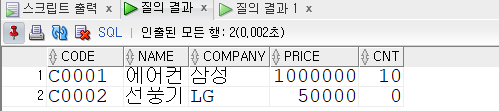 스크립트 출력 질의 결과 질의 결과 1
SQL 인출된 모든 행: 2(0,002초)
CODE NAME COMPANY PRICE CNT
1 C0001 에어컨 삼성 1000000 10
2 C0002 선풍기 LG 50000 0